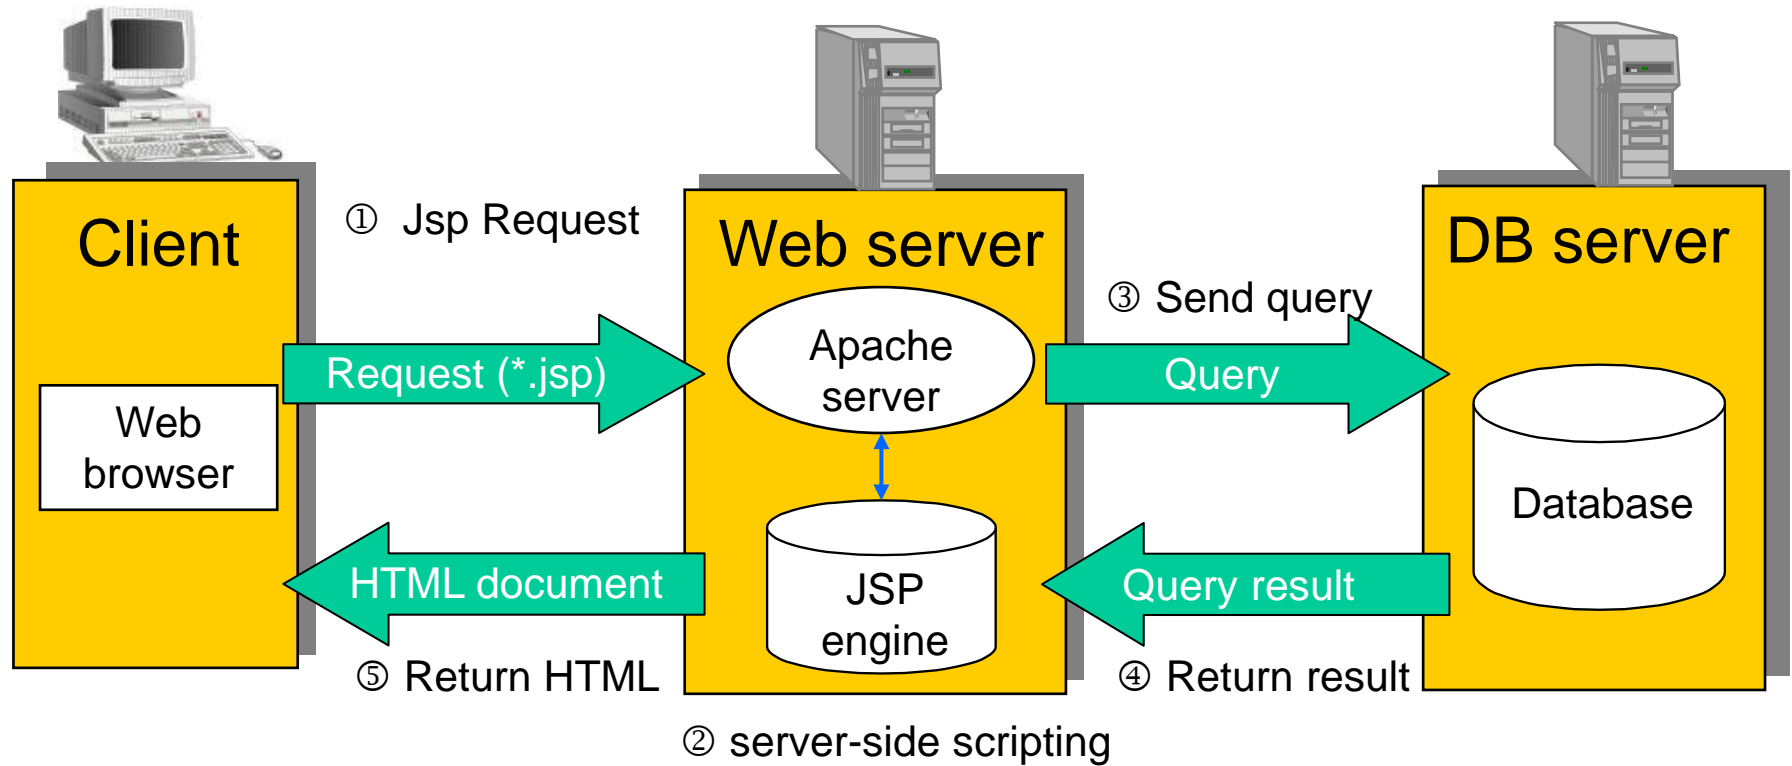 Client
Web
browser
① Jsp Request
Request (*.jsp)
HTML document
⑤ Return HTML
Web server
Apache
server
JSP
engine
② server-side scripting
③ Send query
Query
Query result
④ Return result
DB server
Database